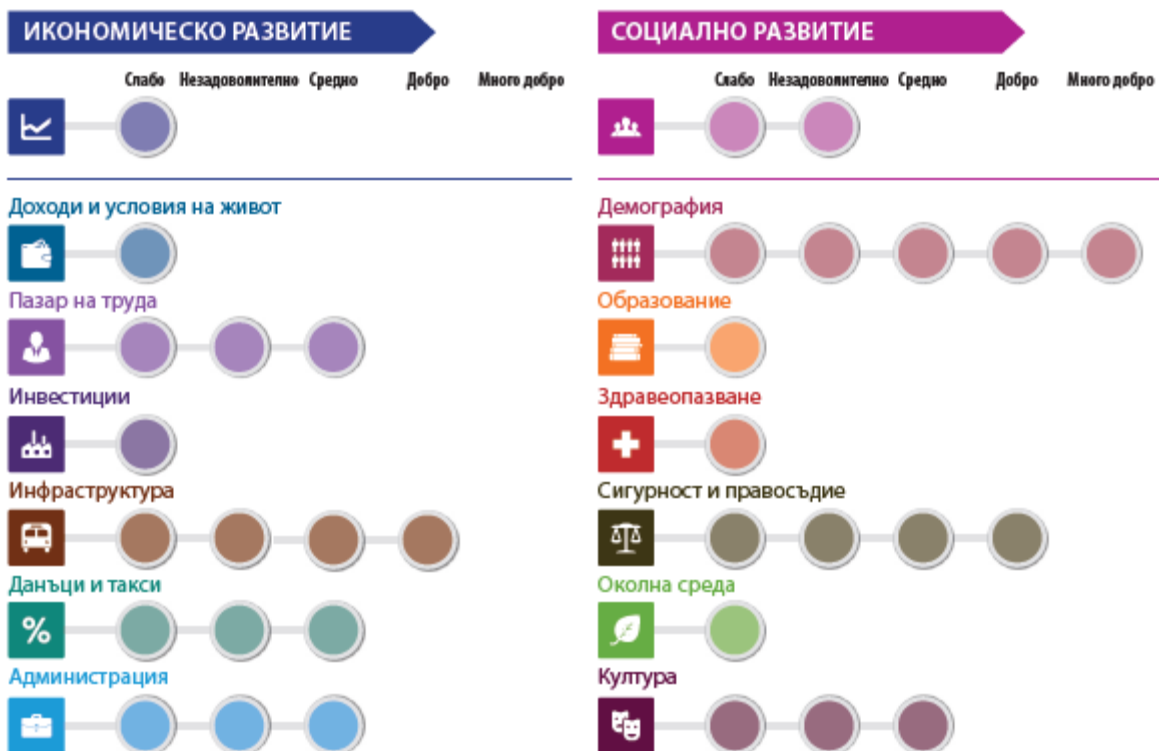 ИКОНОМИЧЕСКО РАЗВИТИЕ
Слабо Незадоволително Средно Добро Много добро
Доходи и условия на живот
Пазар на труда
Инвестиции
Инфраструктура
Данъци и такси
%
Администрация
СОЦИАЛНО РАЗВИТИЕ
Слабо Незадоволително Средно Добро Много добро
Демография
Образование
Здравеопазване
Сигурност и правосъдие
Околна среда
Култура